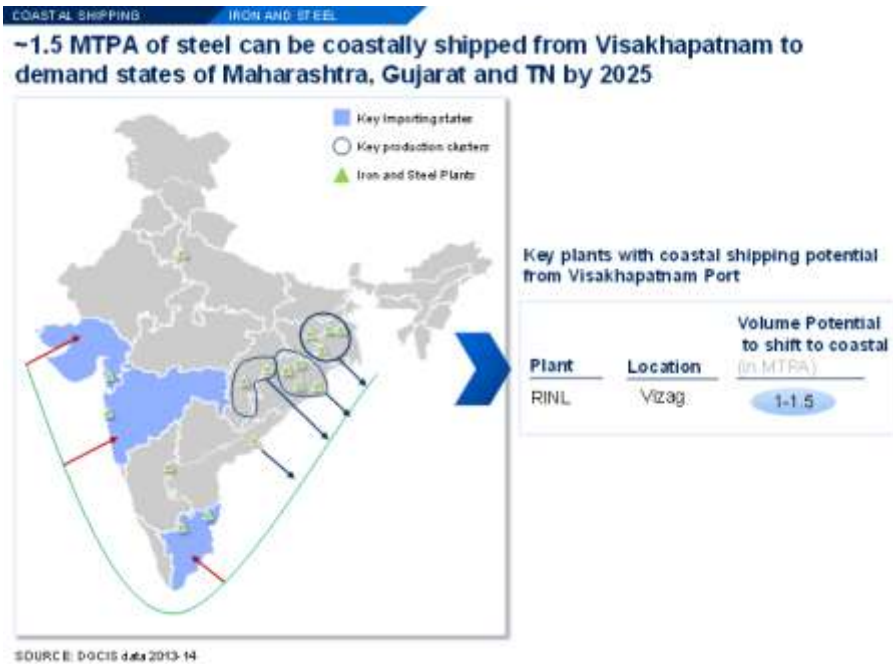 COASTAL SHIPPING
IRON AND STEEL
~1.5 MTPA of steel can be coastally shipped from Visakhapatnam to
demand states of Maharashtra, Gujarat and TN by 2025
Key Importing states
Key production clusters
Iron and Steel Plants
Key plants with coastal shipping potential
from Visakhapatnam Port
Volume Potential
to shift to coastal
Plant Location (in MTPA)
RINL Vizag 1-1.5
SOURCE: DGCIS data 2013-14